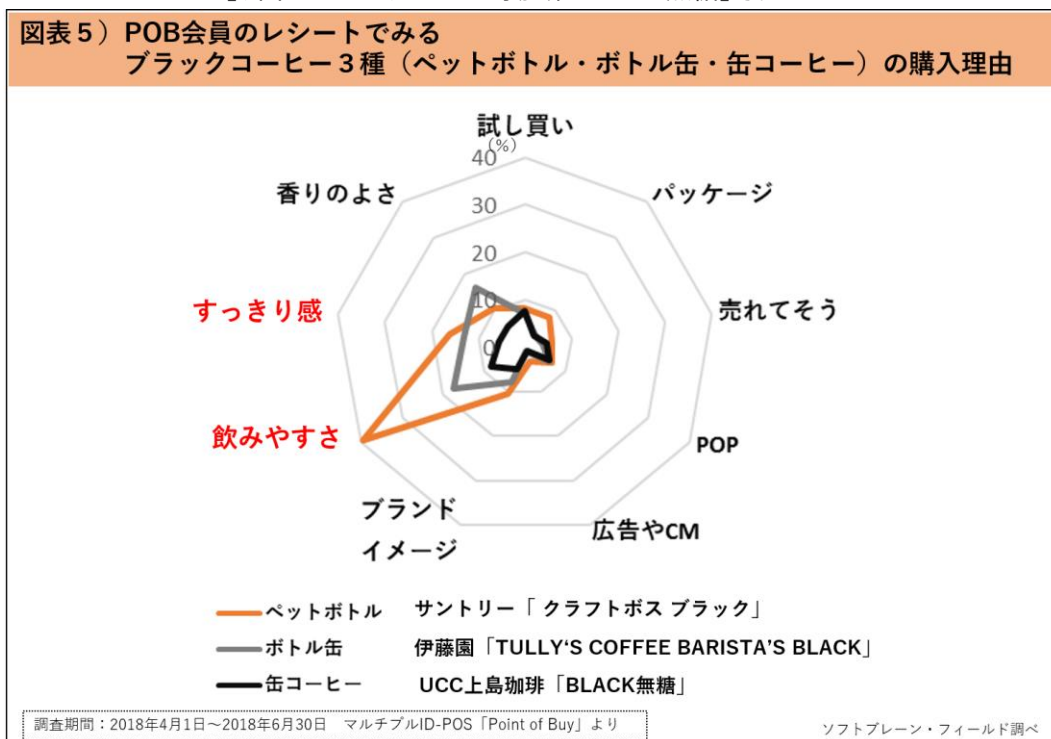 図表５）POB会員のレシートでみる
ブラックコーヒー３種（ペットボトル・ボトル缶・缶コーヒー）の購入理由
試し買い
(%)
40
30
20
10
0
パッケージ
売れてそう
POP
広告やCM
ブランド
イメージ
飲みやすさ
すっきり感
香りのよさ
ペットボトル サントリー「 クラフトボス ブラック」
ボトル缶 伊藤園「TULLY‘S COFFEE BARISTA’S BLACK」
缶コーヒー UCC上島珈琲「BLACK無糖」
調査期間：2018年4月1日～2018年6月30日 マルチプルID-POS「Point of Buy」より
ソフトブレーン・フィールド調べ